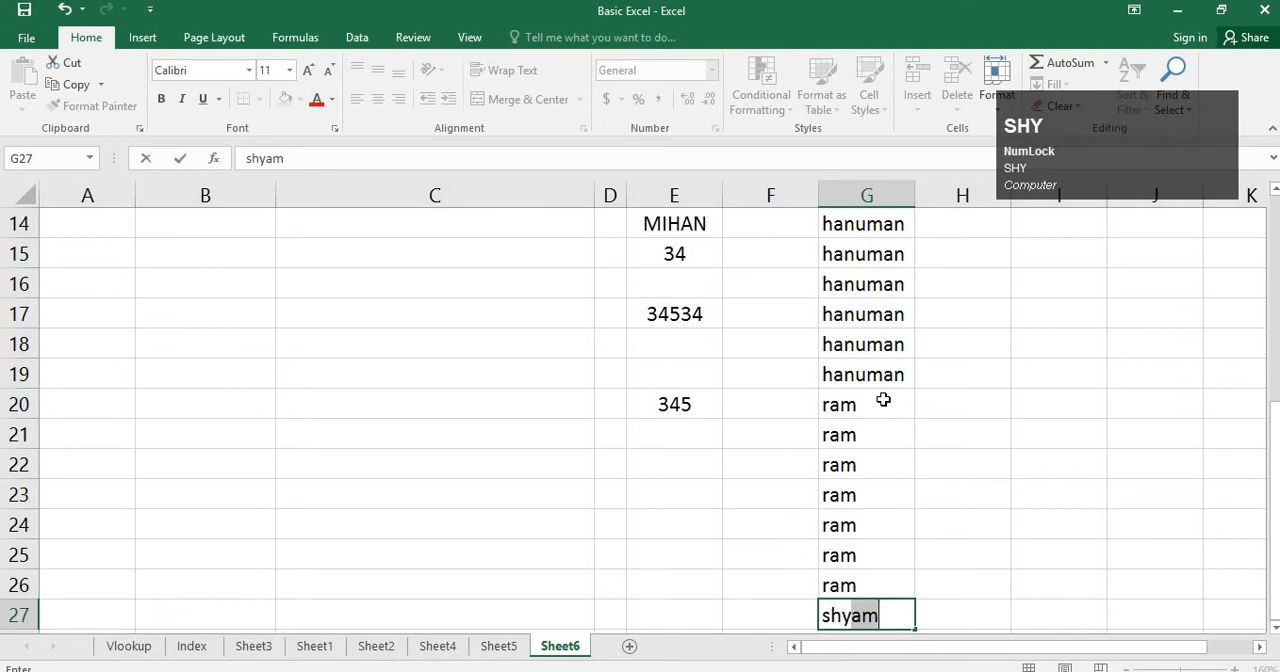 Basic Excel - Excel
File Home Insert Page Layout Formulas Data Review View Tell me what you want to do... Sign in Share
Paste Cut Copy Format Painter Clipboard
Calibri 11 A A B I U A Font
Wrap Text Merge & Center Alignment
General $ % , Number
Conditional Formatting Format as Table Cell Styles Styles
Insert Delete Format Cells
AutoSum Fill Clear Sort & Filter Find & Select Editing
SHY
NumLock
SHY
Computer
G27 fx shyam
A B C D E F G H I J K
14 MIHAN hanuman
15 34 hanuman
16 hanuman
17 34534 hanuman
18 hanuman
19 hanuman
20 345 ram
21 ram
22 ram
23 ram
24 ram
25 ram
26 ram
27 shyam
Vlookup Index Sheet3 Sheet1 Sheet2 Sheet4 Sheet5 Sheet6
Enter 160%